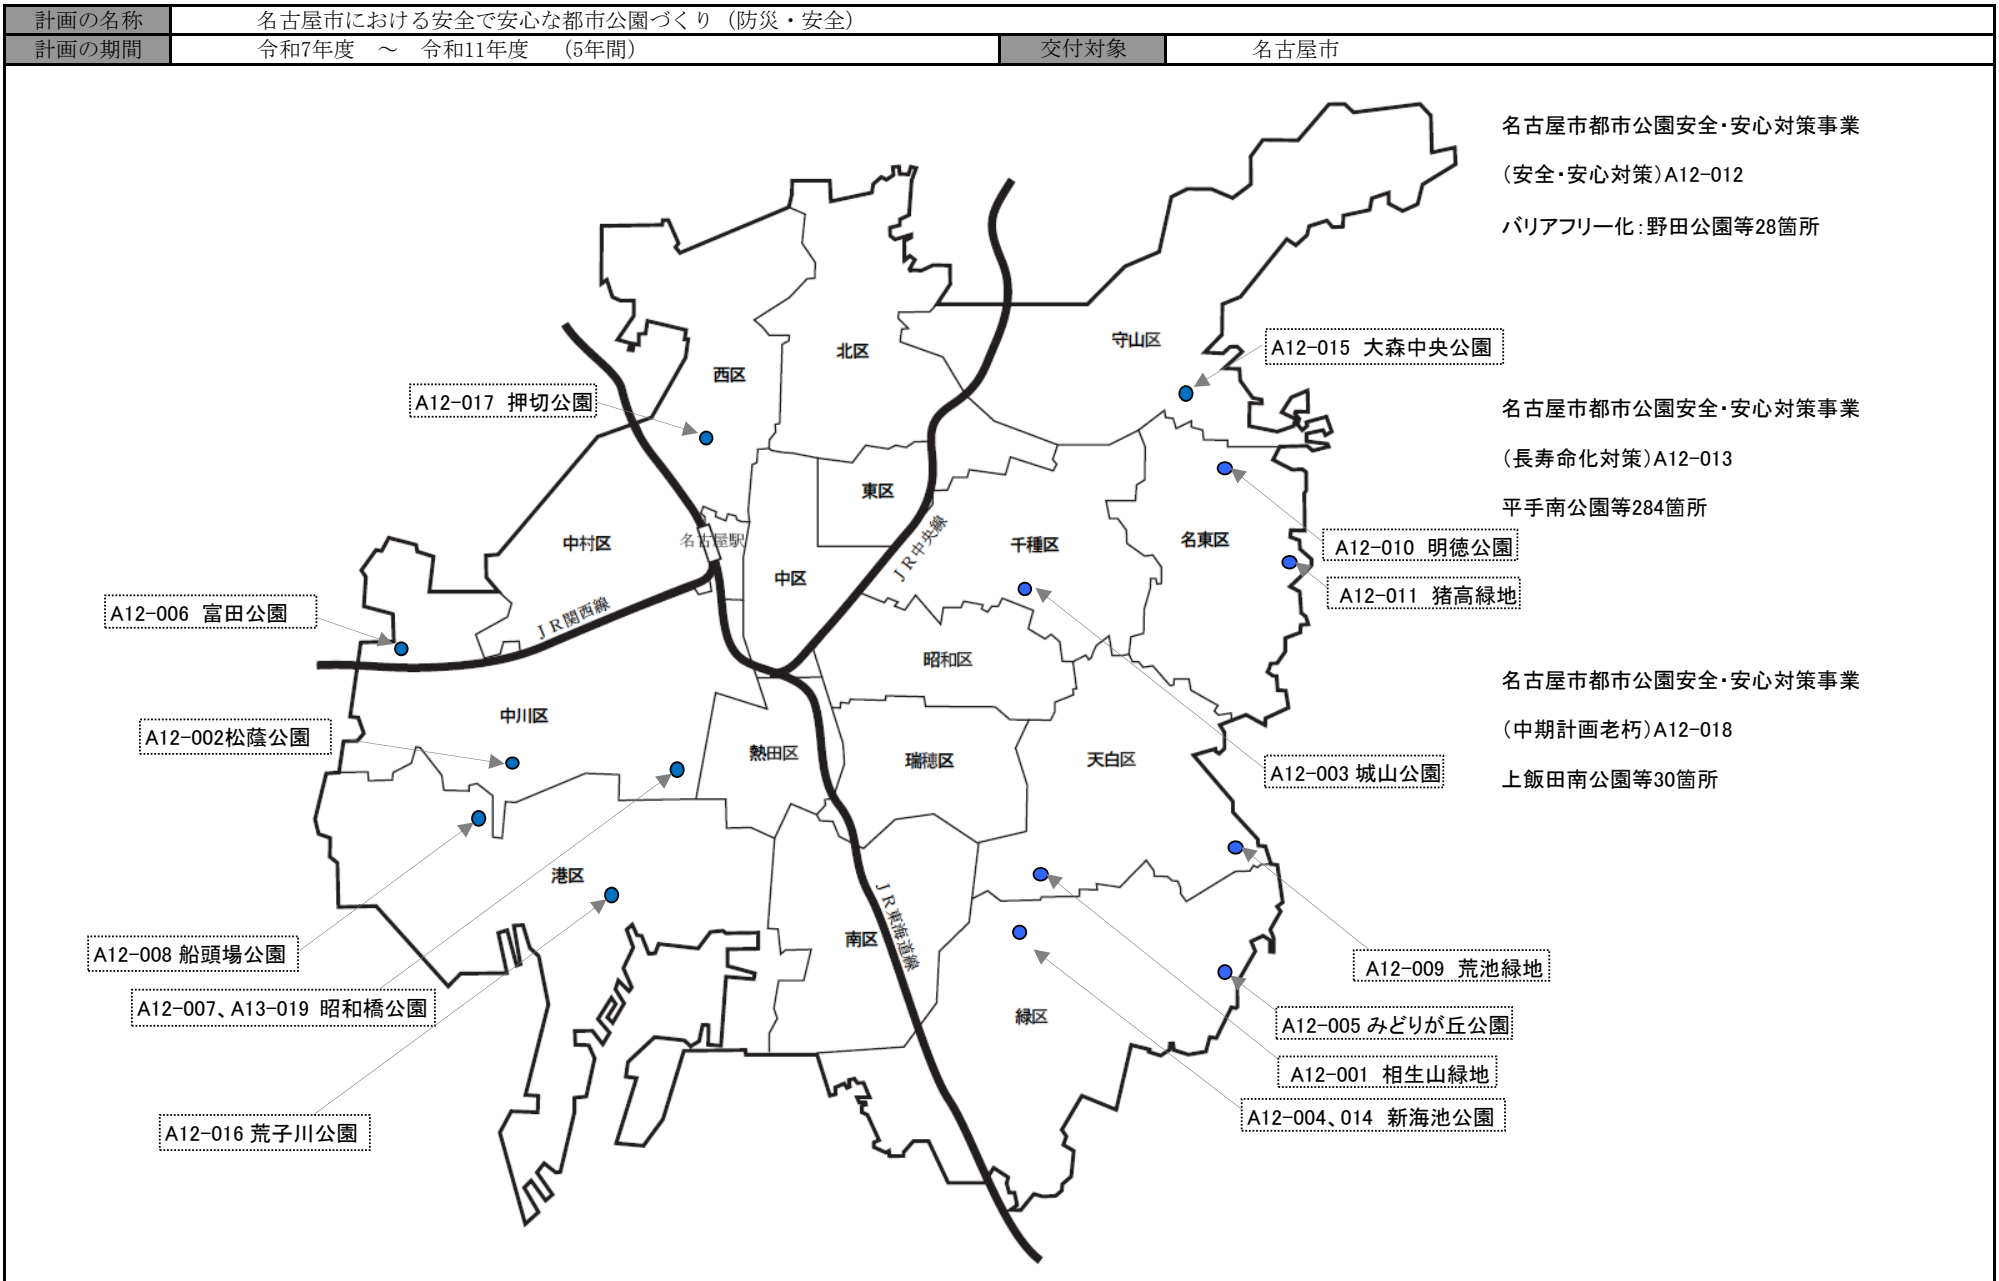 計画の名称 名古屋市における安全で安心な都市公園づくり（防災・安全）
計画の期間 令和7年度 ～ 令和11年度 （5年間） 交付対象 名古屋市
名古屋市都市公園安全・安心対策事業
（安全・安心対策）A12-012
バリアフリー化：野田公園等28箇所
守山区
北区
西区
A12-015 大森中央公園
A12-017 押切公園
名古屋市都市公園安全・安心対策事業
（長寿命化対策）A12-013
平手南公園等284箇所
東区
中村区
名古屋駅
中区
JR中央線
千種区
名東区
A12-010 明徳公園
A12-011 猪高緑地
A12-006 富田公園
JR関西線
昭和区
名古屋市都市公園安全・安心対策事業
（中期計画老朽）A12-018
上飯田南公園等30箇所
中川区
A12-002松蔭公園
熱田区
瑞穂区
天白区
A12-003 城山公園
港区
JR東海道線
南区
A12-008 船頭場公園
A12-009 荒池緑地
A12-007、A13-019 昭和橋公園
緑区
A12-005 みどりが丘公園
A12-001 相生山緑地
A12-004、014 新海池公園
A12-016 荒子川公園